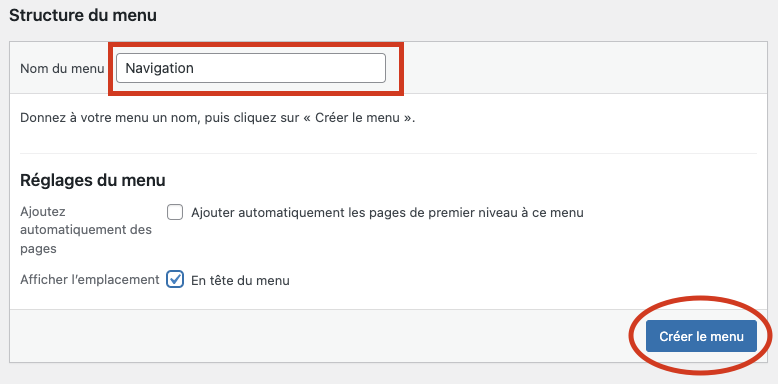 Structure du menu
Nom du menu Navigation
Donnez à votre menu un nom, puis cliquez sur « Créer le menu ».
Réglages du menu
Ajoutez automatiquement des pages
Ajouter automatiquement les pages de premier niveau à ce menu
Afficher l’emplacement En tête du menu
Créer le menu